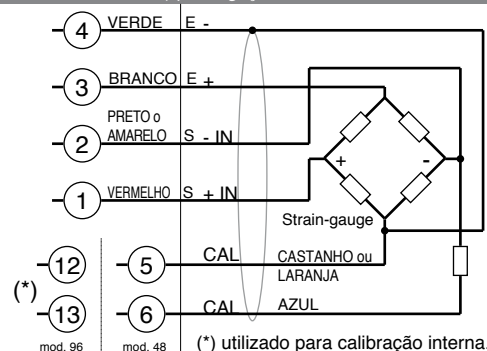 4 VERDE E -
3 BRANCO E +
PRETO o
2 AMARELO S - IN
1 VERMELHO S + IN
+ -
Strain-gauge
12 5 CAL CASTANHO ou
LARANJA
(*)
13 6 CAL AZUL
mod. 96 mod. 48 (*) utilizado para calibração interna.